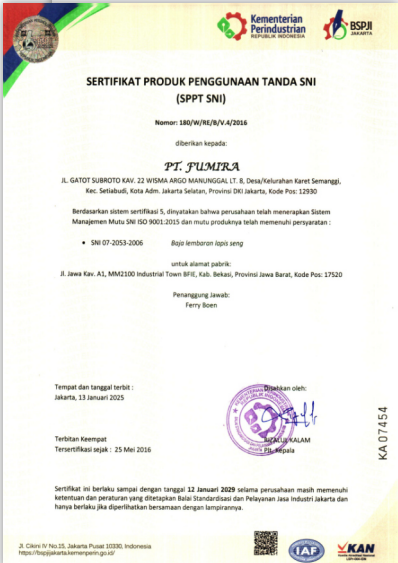 Kementerian
Perindustrian
REPUBLIK INDONESIA
BSPJI
JAKARTA
SERTIFIKAT PRODUK PENGGUNAAN TANDA SNI
(SPPT SNI)
Nomor: 180/W/RE/B/V.4/2016
diberikan kepada:
PT. FUMIRA
JL. GATOT SUBROTO KAV. 22 WISMA ARGO MANUNGGAL LT. 8, Desa/Kelurahan Karet Semanggi,
Kec. Setiabudi, Kota Adm. Jakarta Selatan, Provinsi DKI Jakarta, Kode Pos: 12930
Berdasarkan sistem sertifikasi 5, dinyatakan bahwa perusahaan telah menerapkan Sistem
Manajemen Mutu SNI ISO 9001:2015 dan mutu produknya telah memenuhi persyaratan :
• SNI 07-2053-2006 Baja lembaran lapis seng
untuk alamat pabrik:
Jl. Jawa Kav. A1, MM2100 Industrial Town BFIE, Kab. Bekasi, Provinsi Jawa Barat, Kode Pos: 17520
Penanggung Jawab:
Ferry Boen
Tempat dan tanggal terbit :
Jakarta, 13 Januari 2025
Disahkan oleh:
Terbitan Keempat
Tersertifikasi sejak : 25 Mei 2016
RIZALUL KALAM
Plt. Kepala
KA 07454
Sertifikat ini berlaku sampai dengan tanggal 12 Januari 2029 selama perusahaan masih memenuhi
ketentuan dan peraturan yang ditetapkan Balai Standardisasi dan Pelayanan Jasa Industri Jakarta dan
hanya berlaku jika diperlihatkan bersamaan dengan lampirannya.
Jl. Cikini IV No.15, Jakarta Pusat 10330, Indonesia
https://bspjijakarta.kemenperin.go.id/
IAF
KAN